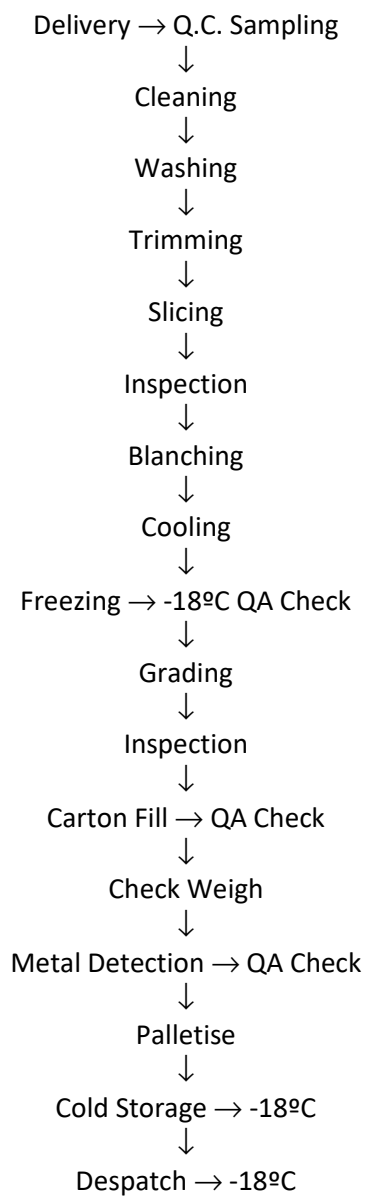 Delivery → Q.C. Sampling
↓
Cleaning
↓
Washing
↓
Trimming
↓
Slicing
↓
Inspection
↓
Blanching
↓
Cooling
↓
Freezing → -18ºC QA Check
↓
Grading
↓
Inspection
↓
Carton Fill → QA Check
↓
Check Weigh
↓
Metal Detection → QA Check
↓
Palletise
↓
Cold Storage → -18ºC
↓
Despatch → -18ºC